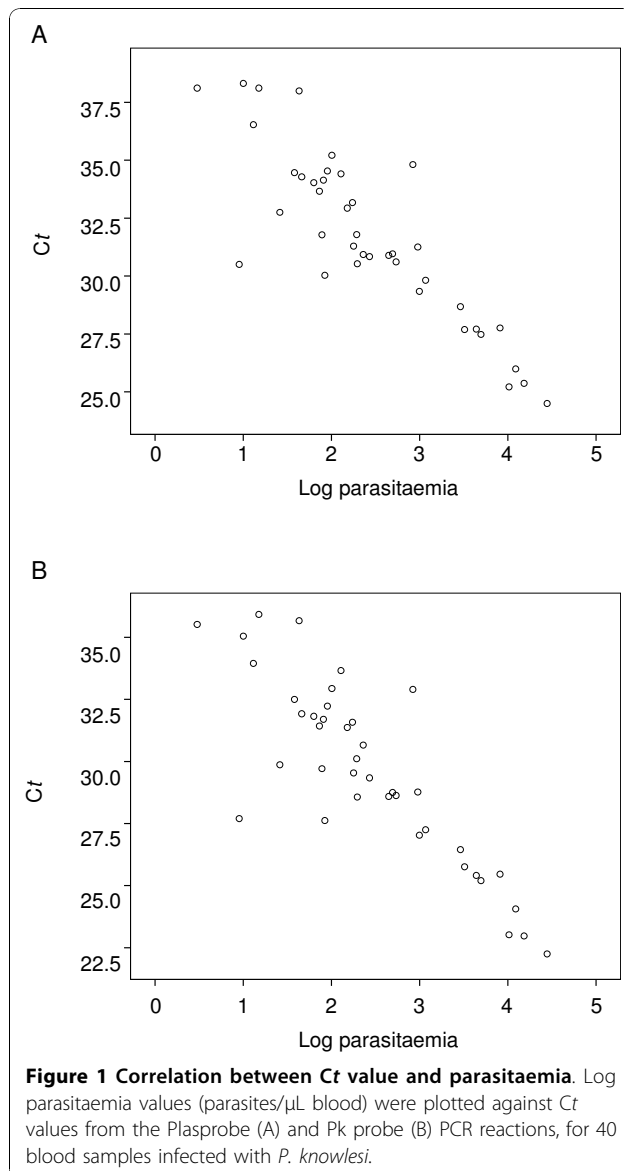 A
37.5
35.0
32.5
30.0
27.5
25.0
Ct
0 1 2 3 4 5
Log parasitaemia
B
35.0
32.5
30.0
27.5
25.0
22.5
Ct
0 1 2 3 4 5
Log parasitaemia
Figure 1 Correlation between Ct value and parasitaemia. Log
parasitaemia values (parasites/μL blood) were plotted against Ct
values from the Plasprobe (A) and Pk probe (B) PCR reactions, for 40
blood samples infected with P. knowlesi.